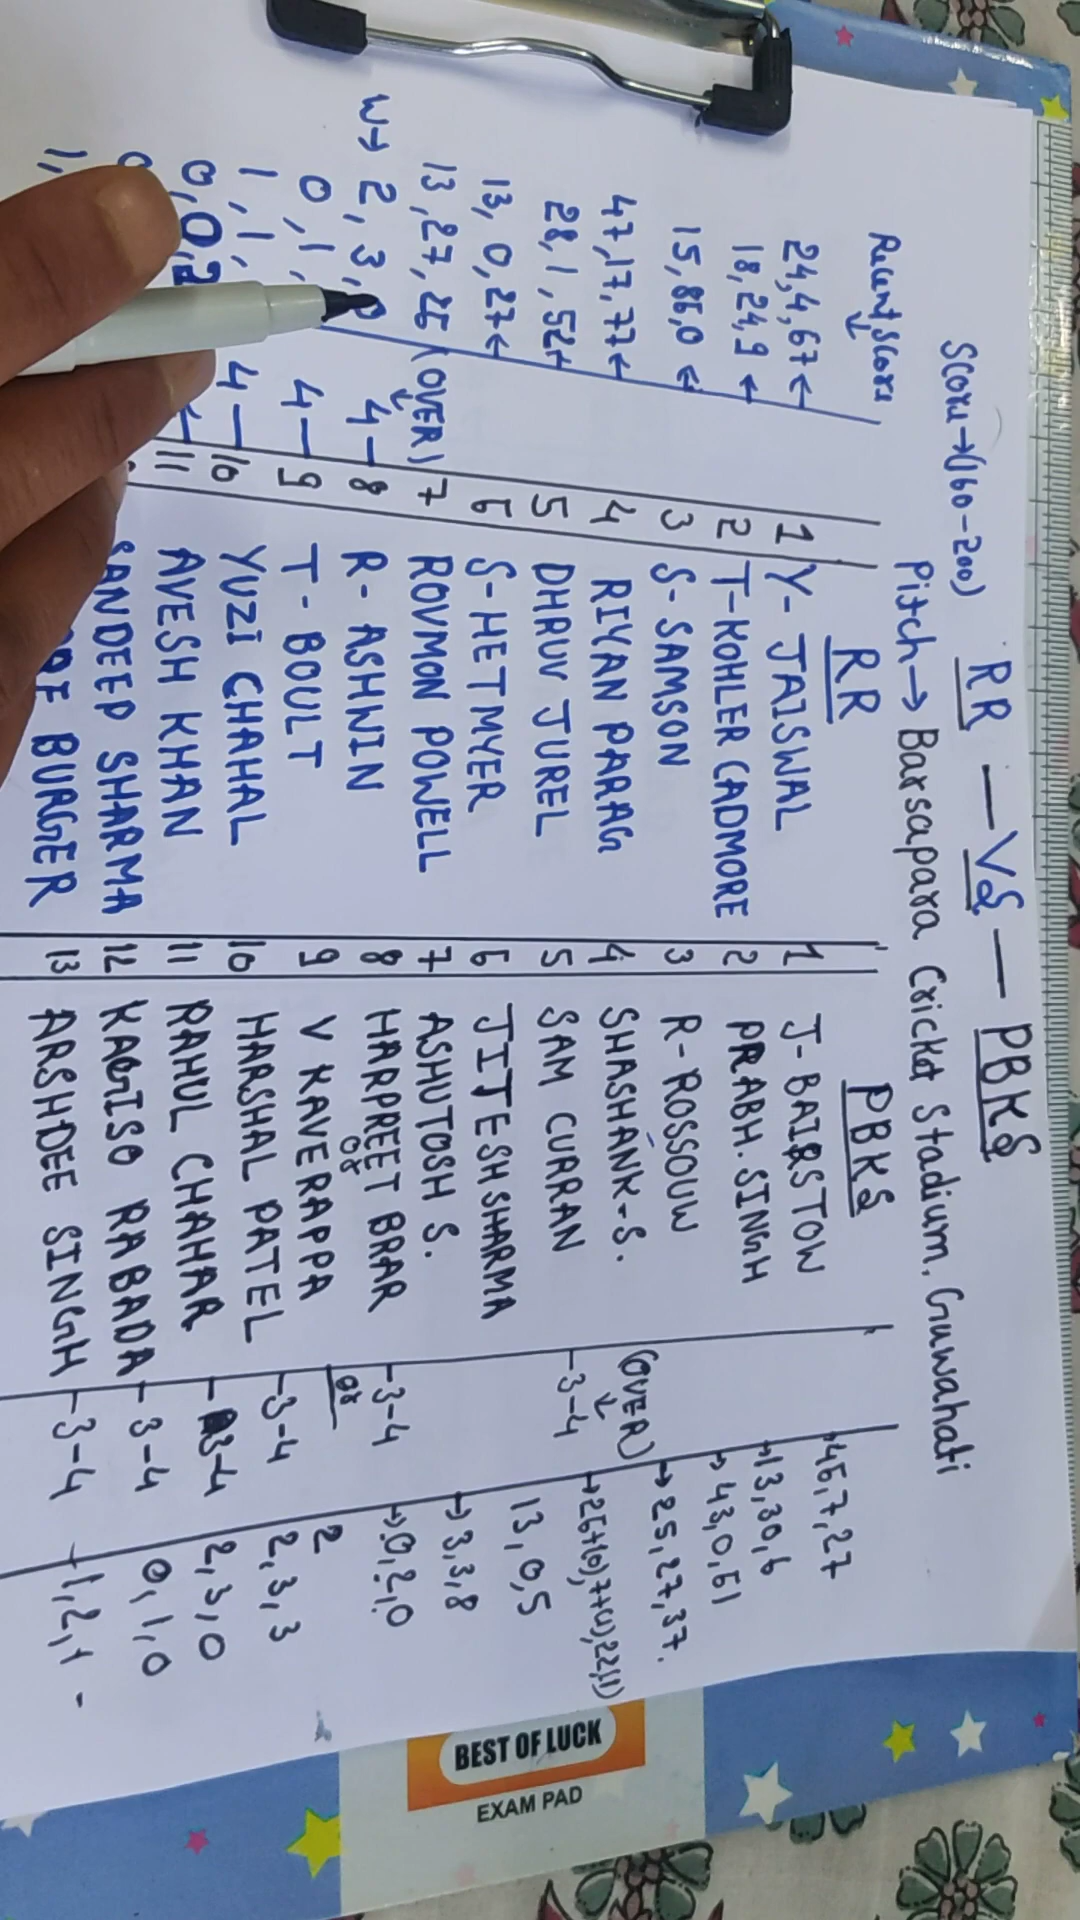 RR — VS — PBKS
Score → (160-200) Pitch → Barsapara Cricket Stadium, Guwahati
Recent Score
RR PBKS
24,4,67 ← 1 Y- JAISWAL 1 J- BAIRSTOW → 46,7,27
18,24,9 ← 2 T-KOHLER CADMORE 2 PRABH. SINGH → 13,30,6
15,86,0 ← 3 S- SAMSON 3 R- ROSSOUW → 43,0,61
47,17,77 ← 4 RIYAN PARAG 4 SHASHANK-S. (OVER) → 25,27,37.
28,1,52 ← 5 DHRUV JUREL 5 SAM CURAN -3-4
13,0,27 ← 6 S-HETMYER 6 JITESH SHARMA 13,0,5
13,27,26 (OVER) 7 ROVMON POWELL 7 ASHUTOSH S. → 3,3,8
W → 2,3, 4 - 8 R- ASHWIN 8 HARPREET BRAR -3-4 → 0,2,0
or or
0,1, 4 - 9 T- BOULT 9 V KAVERAPPA 2
1,1, 4 - 10 YUZI CHAHAL 10 HARSHAL PATEL -3-4 2,3,3
0,0,2 11 AVESH KHAN 11 RAHUL CHAHAR -3-4 2,3,0
SANDEEP SHARMA 12 KAGISO RABADA - 3-4 0,1,0
BURGER 13 ARSHDEE SINGH -3-4 1,2,1 -
BEST OF LUCK
EXAM PAD